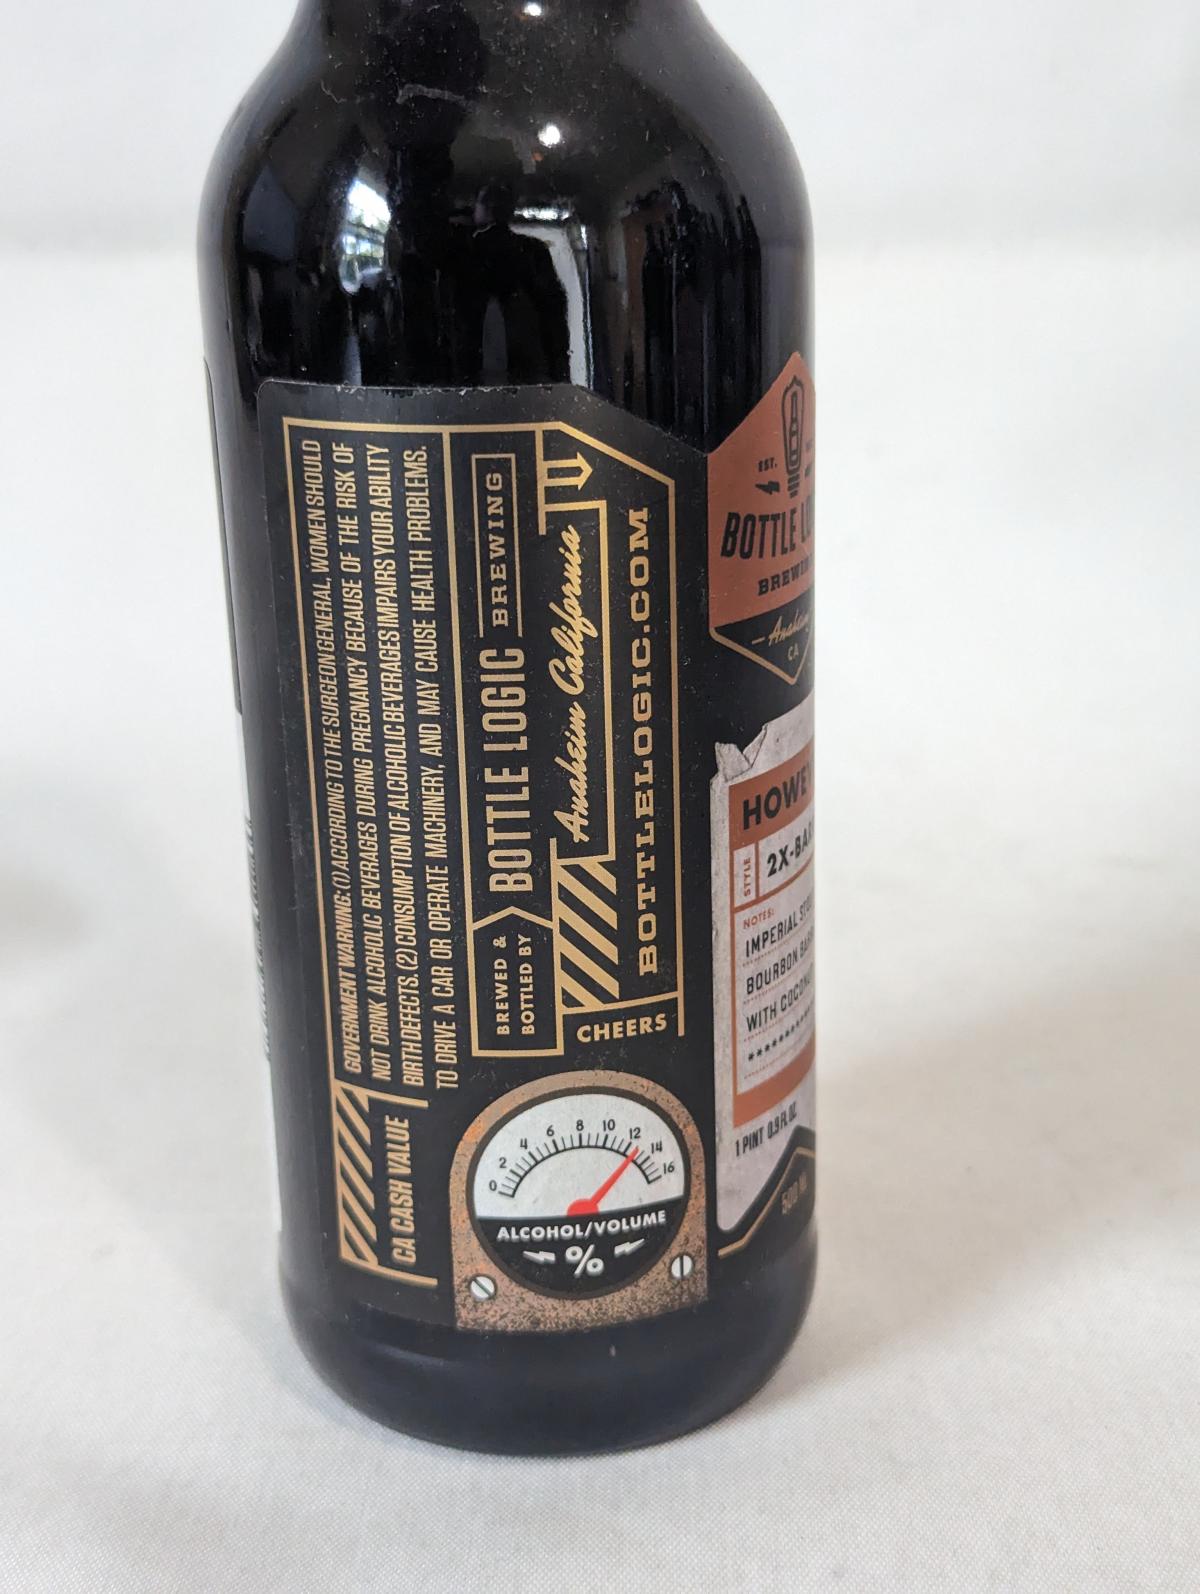 GOVERNMENT WARNING: (1) ACCORDING TO THE SURGEON GENERAL, WOMEN SHOULD
NOT DRINK ALCOHOLIC BEVERAGES DURING PREGNANCY BECAUSE OF THE RISK OF
BIRTH DEFECTS. (2) CONSUMPTION OF ALCOHOLIC BEVERAGES IMPAIRS YOUR ABILITY
TO DRIVE A CAR OR OPERATE MACHINERY, AND MAY CAUSE HEALTH PROBLEMS.
CA CASH VALUE
BREWED &
BOTTLED BY
BOTTLE LOGIC BREWING
Anaheim California
BOTTLELOGIC.COM
CHEERS
0 2 4 6 8 10 12 14 16
ALCOHOL/VOLUME
%
EST.
BOTTLE
BREWIN
Anaheim
CA
HOWE
STYLE
2X-BA
NOTES:
IMPERIAL STOU
BOURBON BAR
WITH COCON
***********
1 PINT 0.9 FL OZ
500